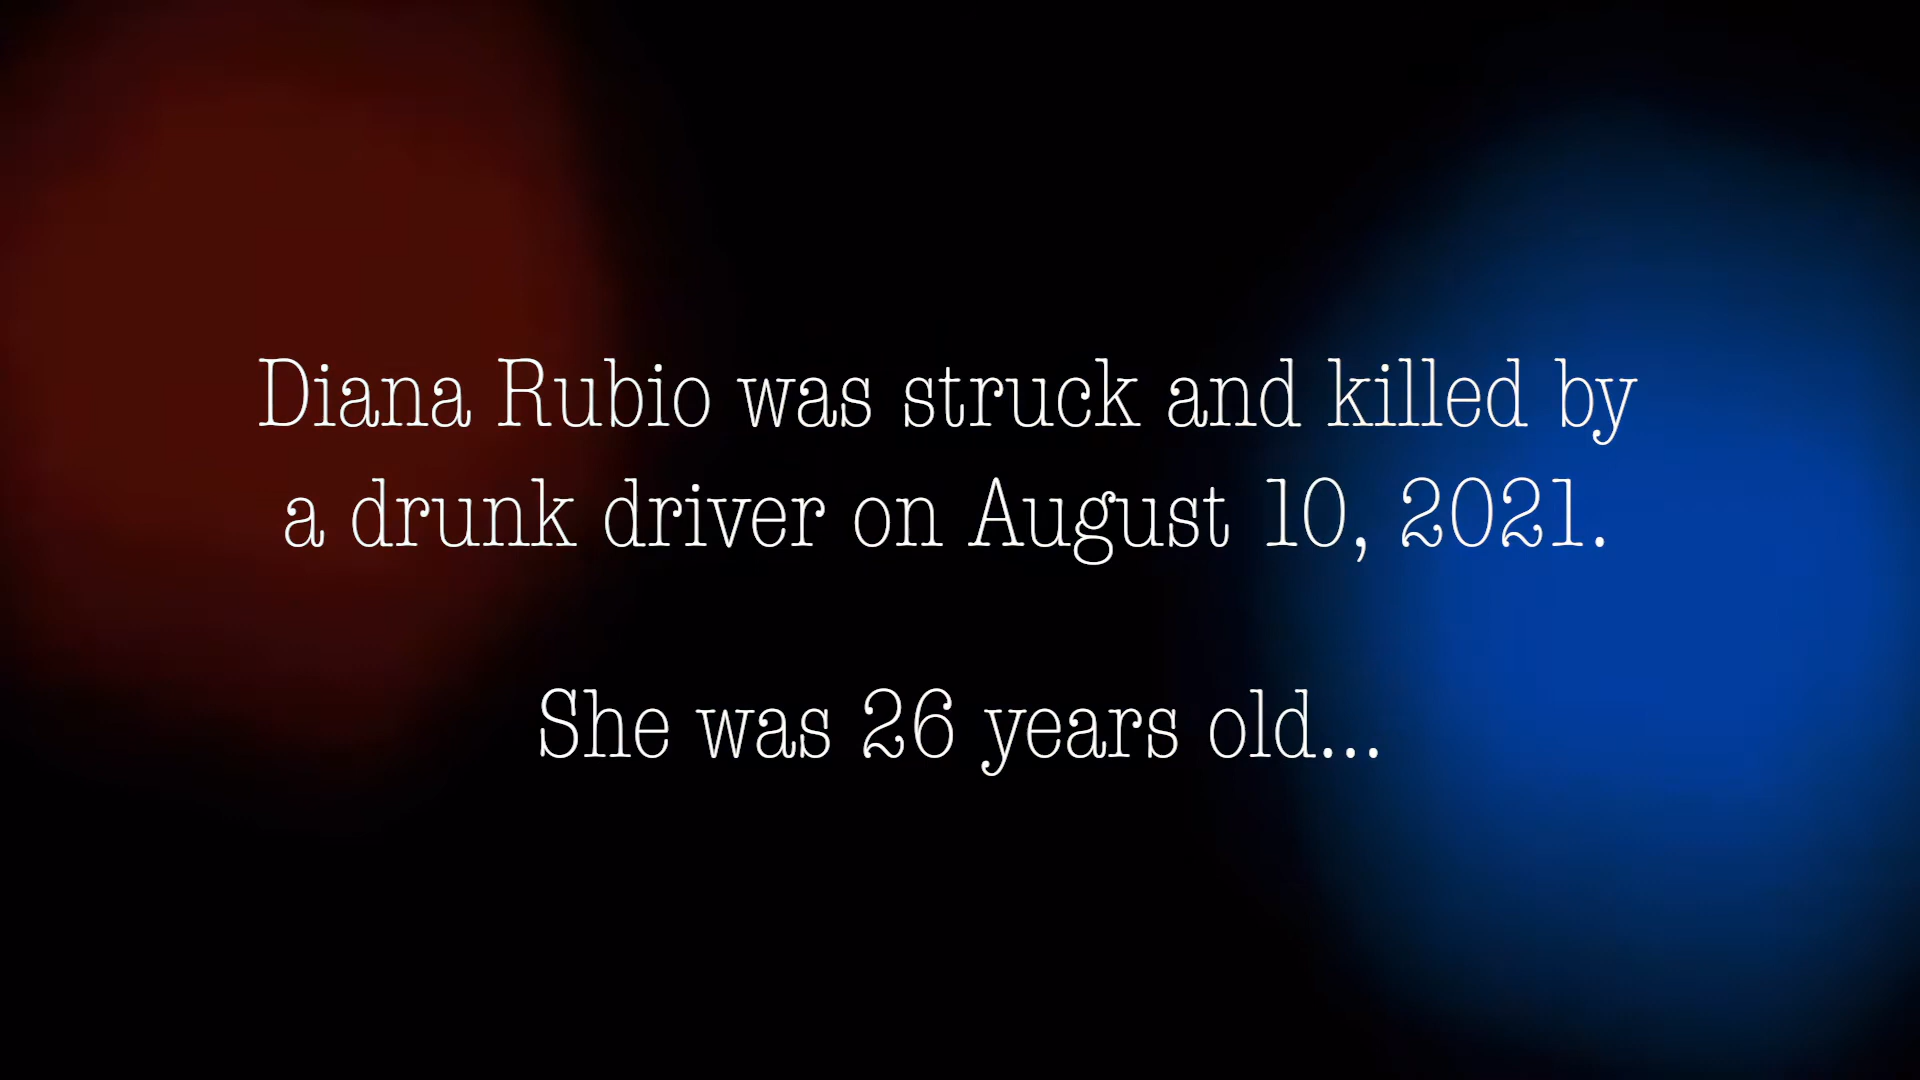 Diana Rubio was struck and killed by
a drunk driver on August 10, 2021.
She was 26 years old...